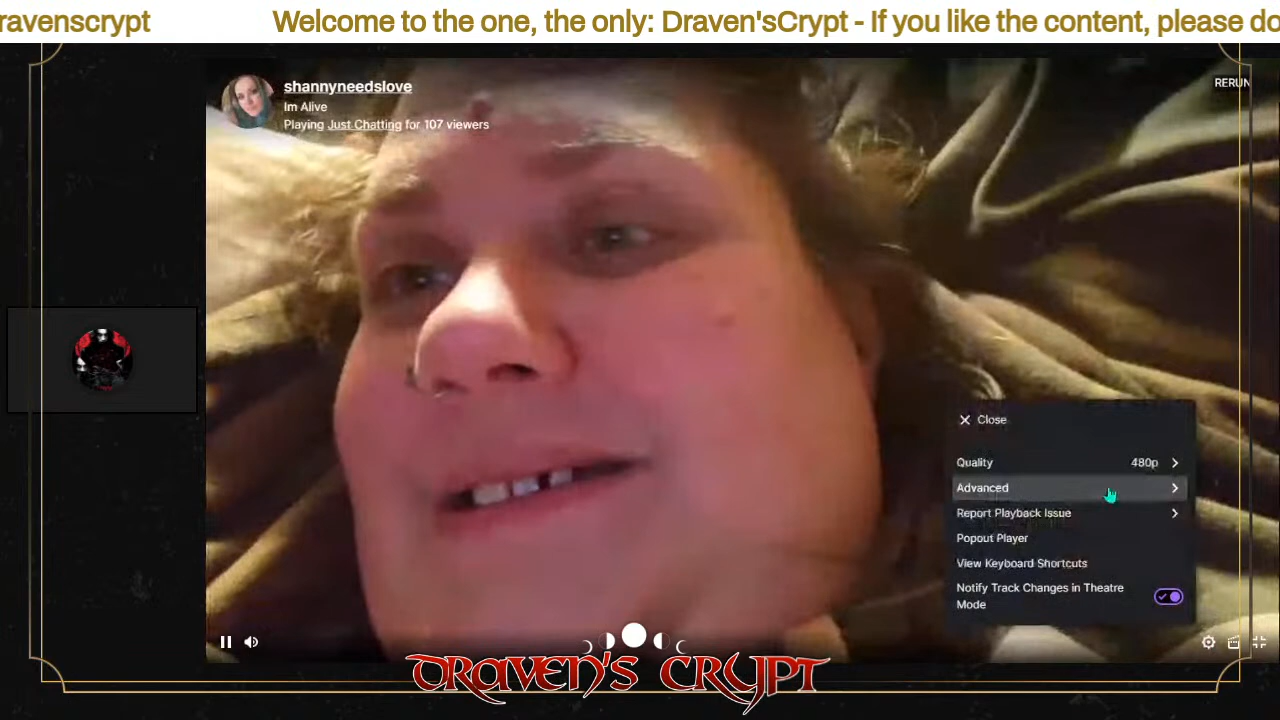 ravenscrypt Welcome to the one, the only: Draven'sCrypt - If you like the content, please do
shannyneedslove
Im Alive
Playing Just Chatting for 107 viewers
RERUN
Close
Quality 480p
Advanced
Report Playback Issue
Popout Player
View Keyboard Shortcuts
Notify Track Changes in Theatre
Mode
DRAVEN'S CRYPT